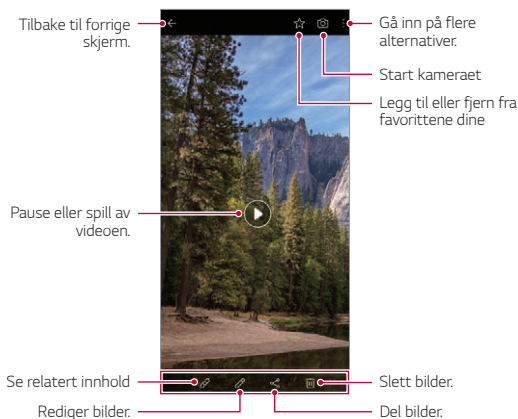 Tilbake til forrige
skjerm.
Gå inn på flere
alternativer.
Start kameraet
Legg til eller fjern fra
favorittene dine
Pause eller spill av
videoen.
Se relatert innhold
Slett bilder.
Rediger bilder.
Del bilder.